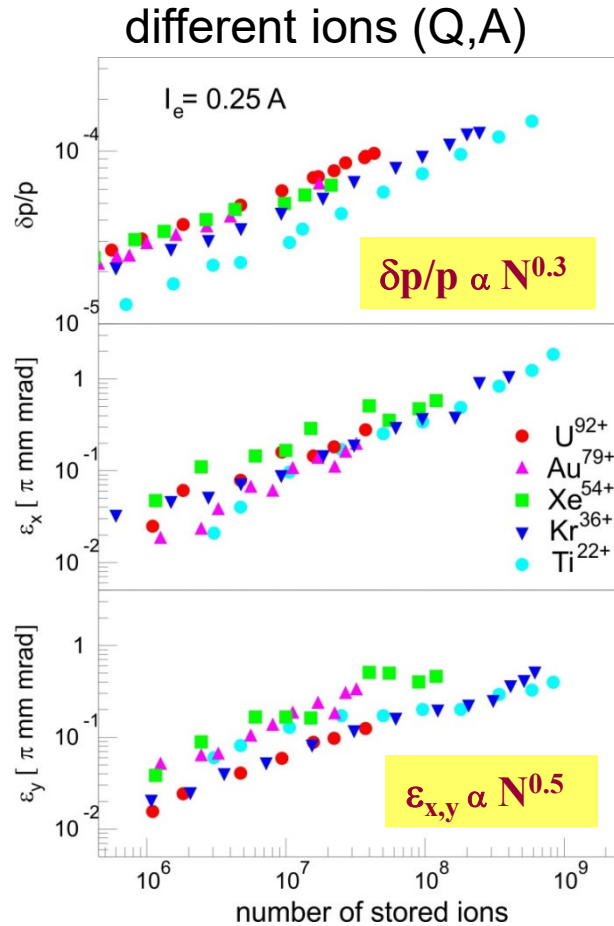 different ions (Q,A)
I_e = 0.25 A
10^-4
δp/p
δp/p α N^0.3
10^-5
1
10^-1
ε_x [ π mm mrad]
10^-2
U^92+
Au^79+
Xe^54+
Kr^36+
Ti^22+
1
10^-1
ε_y [ π mm mrad]
10^-2
ε_x,y α N^0.5
10^6 10^7 10^8 10^9
number of stored ions